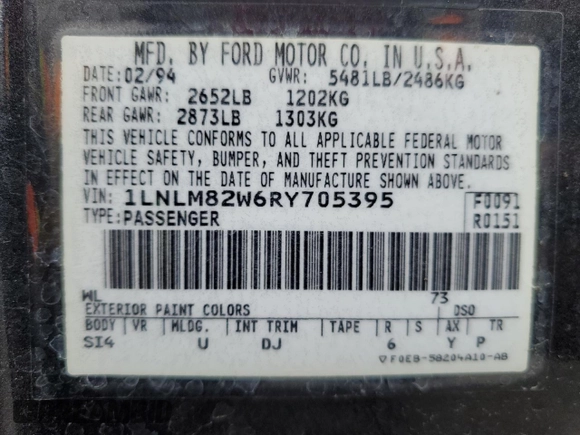 MFD. BY FORD MOTOR CO. IN U.S.A.
DATE: 02/94 GVWR: 5481LB/2486KG
FRONT GAWR: 2652LB 1202KG
REAR GAWR: 2873LB 1303KG
THIS VEHICLE CONFORMS TO ALL APPLICABLE FEDERAL MOTOR
VEHICLE SAFETY, BUMPER, AND THEFT PREVENTION STANDARDS
IN EFFECT ON THE DATE OF MANUFACTURE SHOWN ABOVE.
VIN: 1LNLM82W6RY705395 F0091
TYPE: PASSENGER R0151
WL 73
EXTERIOR PAINT COLORS DSO
BODY VR MLDG. INT TRIM TAPE R S AX TR
SI4 U DJ 6 Y P
▽ F0EB-58204A10-AB